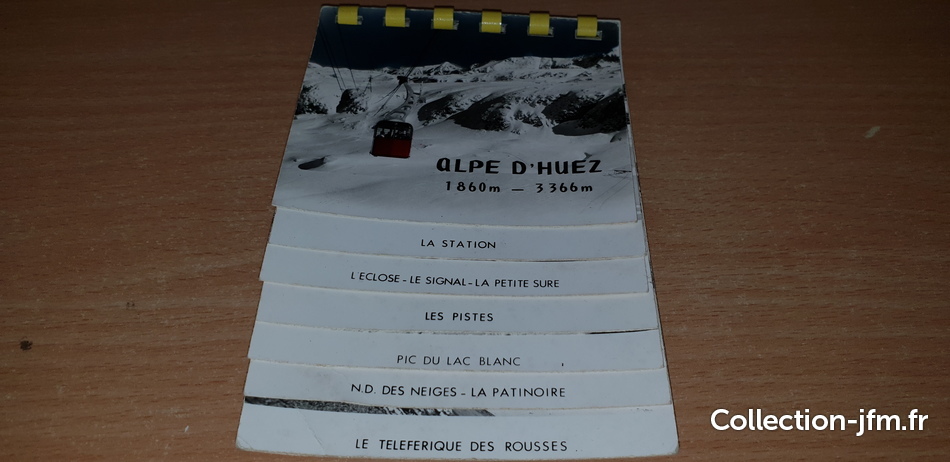 ALPE D'HUEZ
1860m - 3366m
LA STATION
L ECLOSE - LE SIGNAL - LA PETITE SURE
LES PISTES
PIC DU LAC BLANC
N.D. DES NEIGES - LA PATINOIRE
LE TELEFERIQUE DES ROUSSES
Collection-jfm.fr